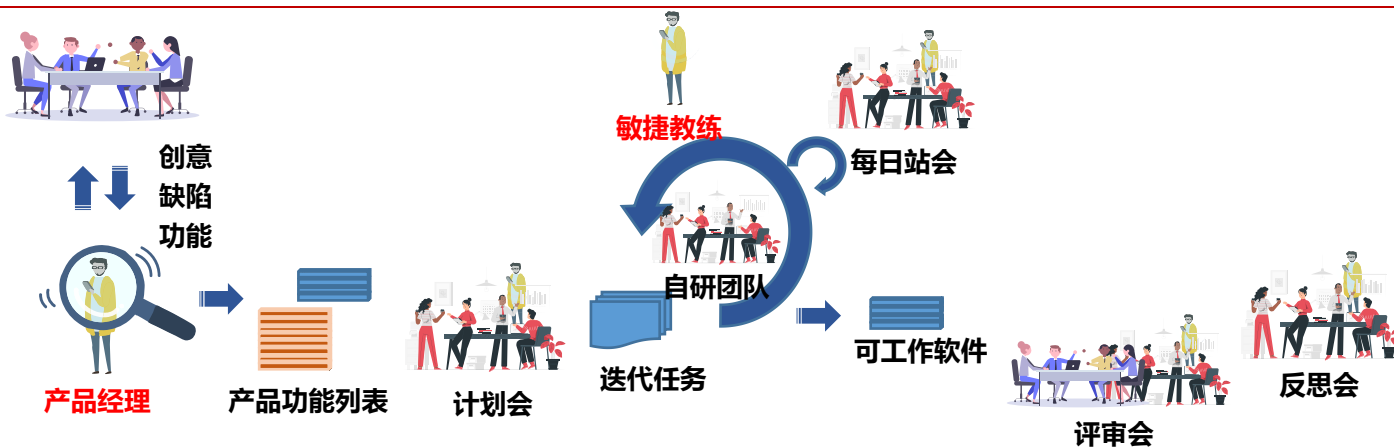 创意
缺陷
功能
产品经理
产品功能列表
计划会
敏捷教练
每日站会
自研团队
迭代任务
可工作软件
评审会
反思会